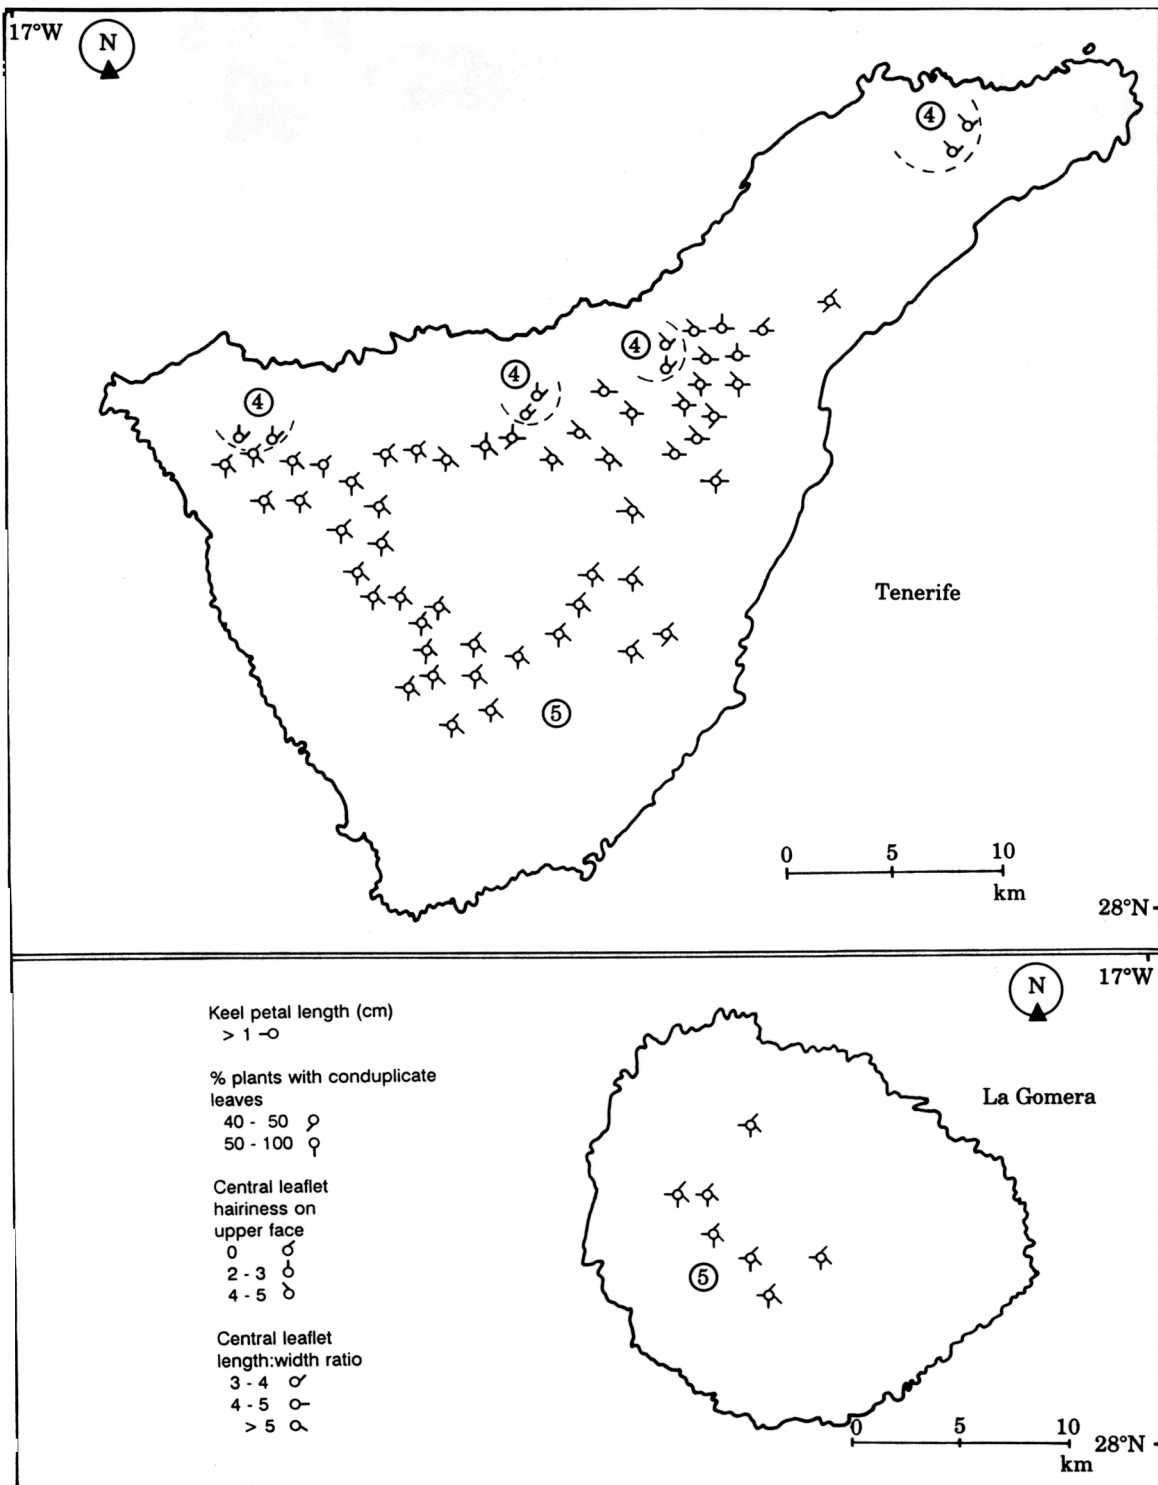 17°W
N
4
4
4
4
5
Tenerife
0 5 10
km
28°N
17°W
N
La Gomera
Keel petal length (cm)
> 1
% plants with conduplicate
leaves
40 - 50
50 - 100
Central leaflet
hairiness on
upper face
0
2 - 3
4 - 5
Central leaflet
length:width ratio
3 - 4
4 - 5
> 5
5
0 5 10
km
28°N